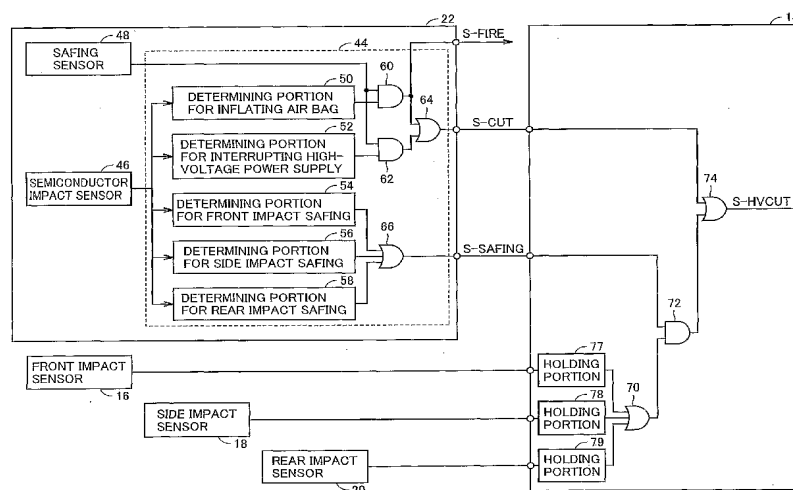 22
14
48
SAFING
SENSOR
44
S-FIRE
50
60
DETERMINING PORTION
FOR INFLATING AIR BAG
64
52
S-CUT
DETERMINING PORTION
FOR INTERRUPTING HIGH-
VOLTAGE POWER SUPPLY
62
46
SEMICONDUCTOR
IMPACT SENSOR
54
DETERMINING PORTION
FOR FRONT IMPACT SAFING
74
S-HVCUT
56
66
DETERMINING PORTION
FOR SIDE IMPACT SAFING
S-SAFING
58
DETERMINING PORTION
FOR REAR IMPACT SAFING
72
FRONT IMPACT
SENSOR
16
77
HOLDING
PORTION
70
SIDE IMPACT
SENSOR
18
78
HOLDING
PORTION
79
REAR IMPACT
SENSOR
20
HOLDING
PORTION